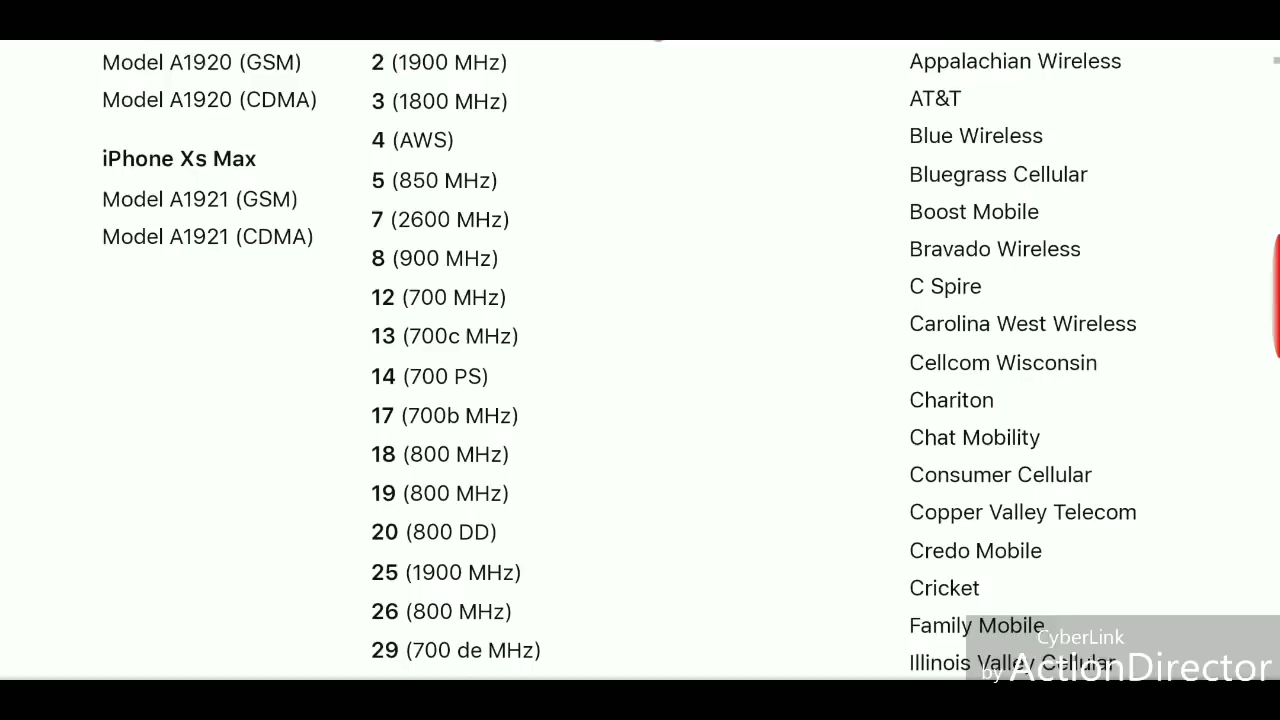 Model A1920 (GSM)
Model A1920 (CDMA)
iPhone Xs Max
Model A1921 (GSM)
Model A1921 (CDMA)
2 (1900 MHz)
3 (1800 MHz)
4 (AWS)
5 (850 MHz)
7 (2600 MHz)
8 (900 MHz)
12 (700 MHz)
13 (700c MHz)
14 (700 PS)
17 (700b MHz)
18 (800 MHz)
19 (800 MHz)
20 (800 DD)
25 (1900 MHz)
26 (800 MHz)
29 (700 de MHz)
Appalachian Wireless
AT&T
Blue Wireless
Bluegrass Cellular
Boost Mobile
Bravado Wireless
C Spire
Carolina West Wireless
Cellcom Wisconsin
Chariton
Chat Mobility
Consumer Cellular
Copper Valley Telecom
Credo Mobile
Cricket
Family Mobile
Illinois Valley Cellular
CyberLink
by ActionDirector